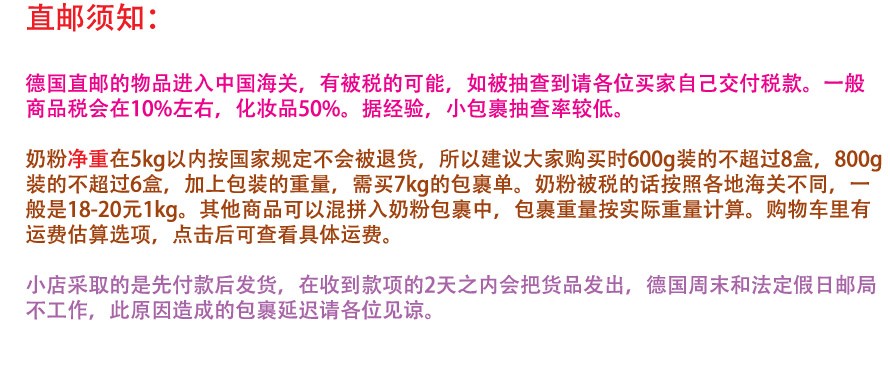 直邮须知：
德国直邮的物品进入中国海关，有被税的可能，如被抽查到请各位买家自己交付税款。一般
商品税会在10%左右，化妆品50%。据经验，小包裹抽查率较低。
奶粉净重在5kg以内按国家规定不会被退货，所以建议大家购买时600g装的不超过8盒，800g
装的不超过6盒，加上包装的重量，需买7kg的包裹单。奶粉被税的话按照各地海关不同，一
般是18-20元1kg。其他商品可以混拼入奶粉包裹中，包裹重量按实际重量计算。购物车里有
运费估算选项，点击后可查看具体运费。
小店采取的是先付款后发货，在收到款项的2天之内会把货品发出，德国周末和法定假日邮局
不工作，此原因造成的包裹延迟请各位见谅。